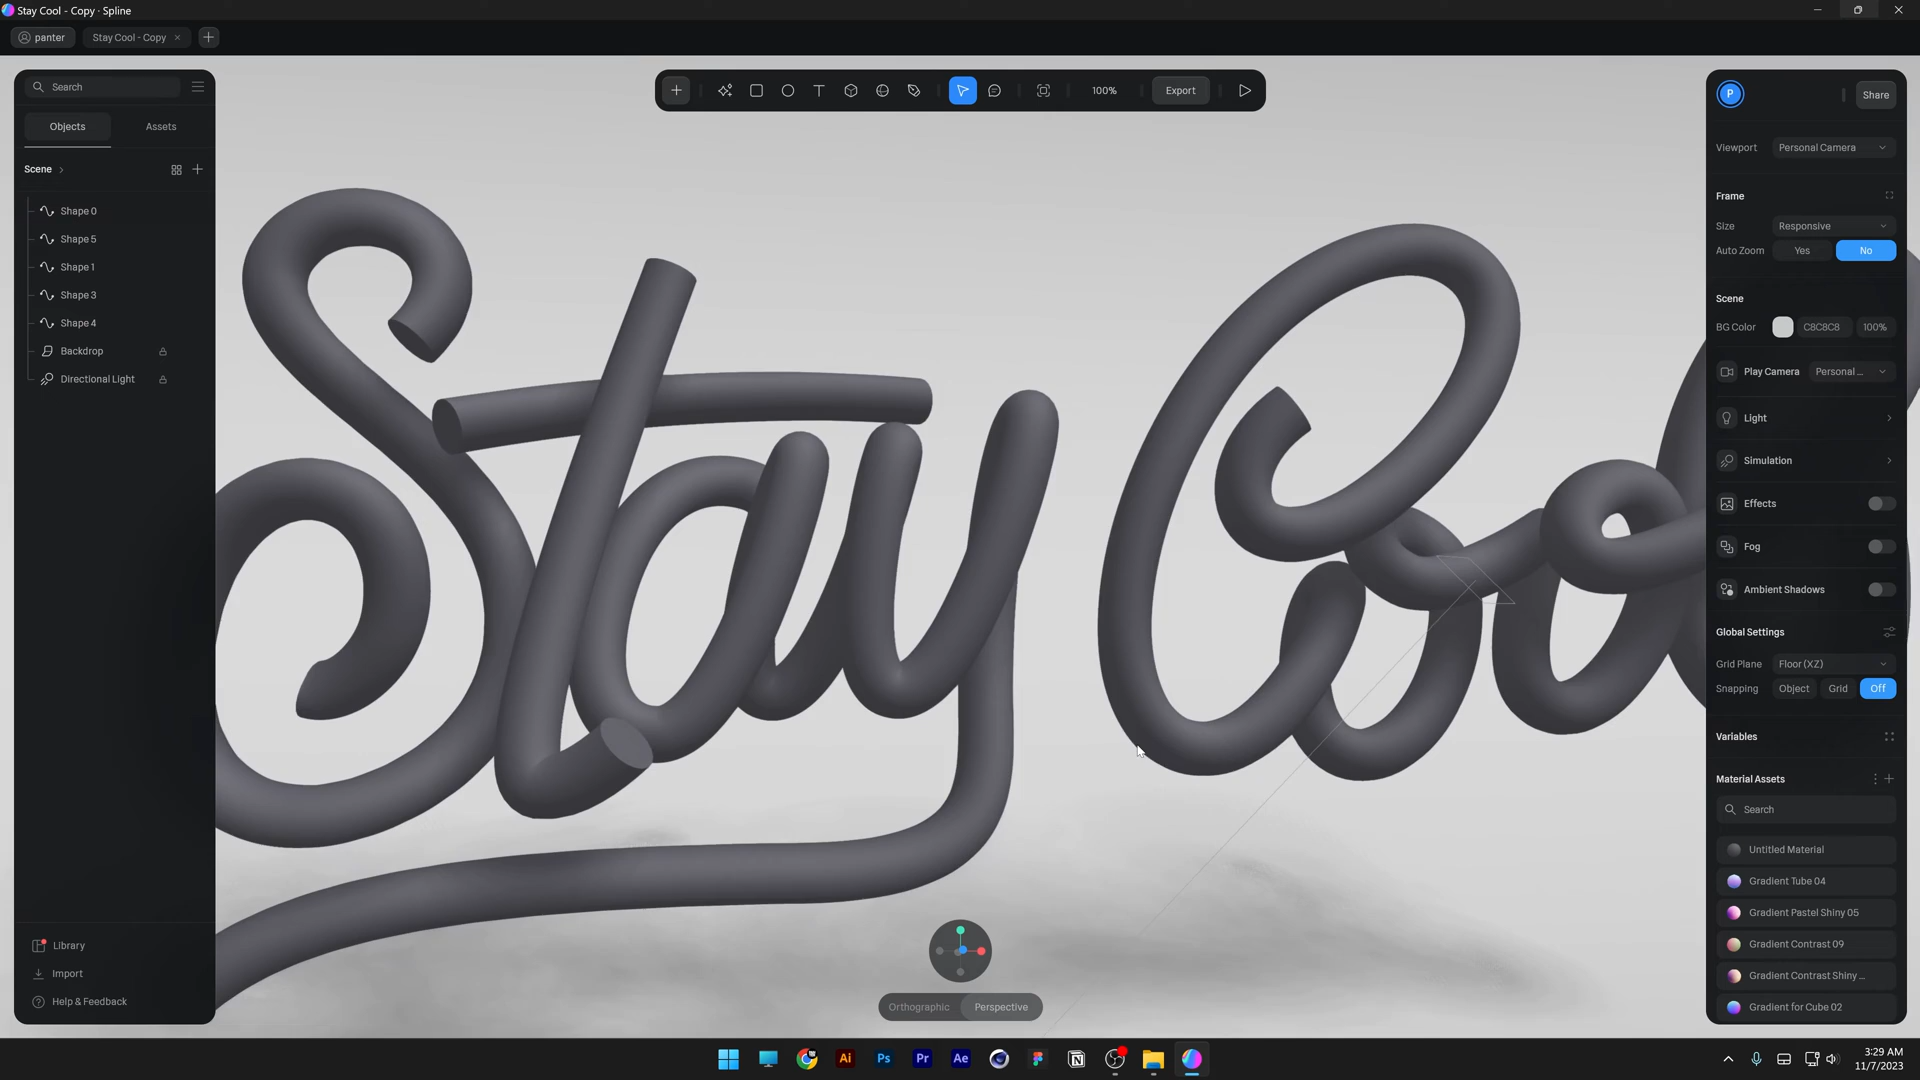 Stay Cool - Copy · Spline
panter
Stay Cool - Copy
Search
Objects
Assets
Scene
Shape 0
Shape 5
Shape 1
Shape 3
Shape 4
Backdrop
Directional Light
Library
Import
Help & Feedback
T
100%
Export
Stay Coo
Orthographic
Perspective
P
Share
Viewport
Personal Camera
Frame
Size
Responsive
Auto Zoom
Yes
No
Scene
BG Color
C8C8C8
100%
Play Camera
Personal ...
Light
Simulation
Effects
Fog
Ambient Shadows
Global Settings
Grid Plane
Floor (XZ)
Snapping
Object
Grid
Off
Variables
Material Assets
Search
Untitled Material
Gradient Tube 04
Gradient Pastel Shiny 05
Gradient Contrast 09
Gradient Contrast Shiny ...
Gradient for Cube 02
Ai
Ps
Pr
Ae
N
3:29 AM
11/7/2023